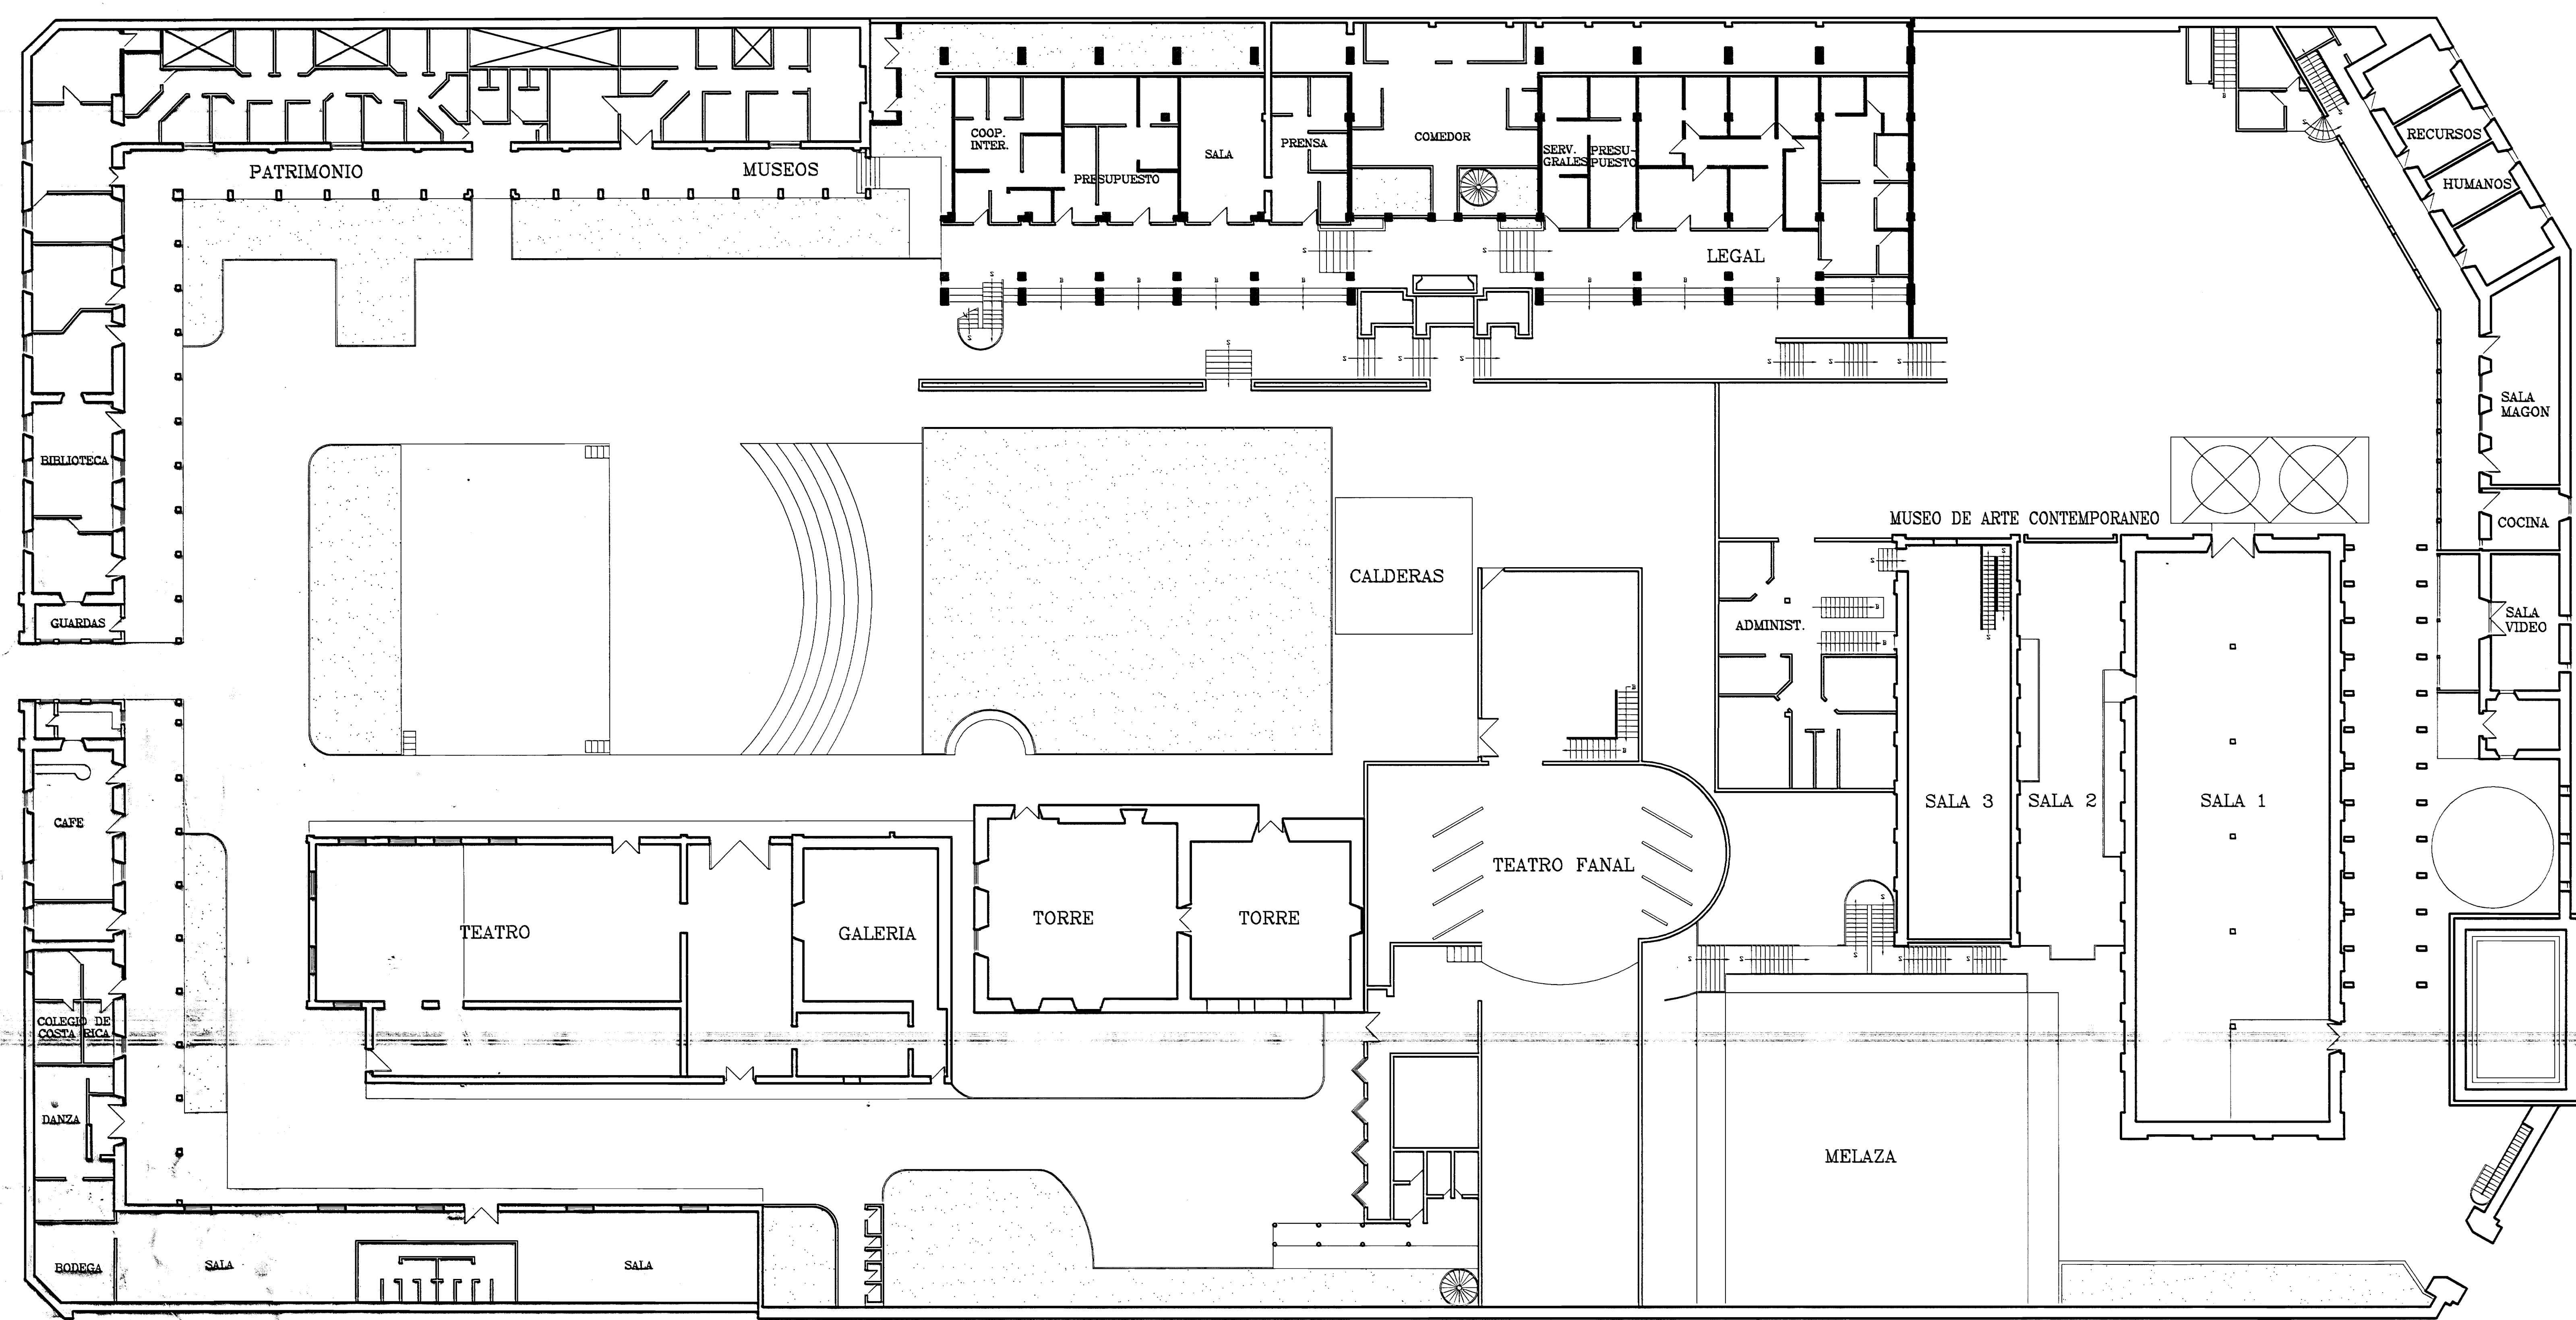 PATRIMONIO
MUSEOS
COOP.
INTER.
PRESUPUESTO
SALA
PRENSA
COMEDOR
SERV.
GRALES
PRESU-
PUESTO
LEGAL
RECURSOS
HUMANOS
SALA
MAGON
COCINA
SALA
VIDEO
BIBLIOTECA
GUARDAS
CALDERAS
MUSEO DE ARTE CONTEMPORANEO
ADMINIST.
SALA 3
SALA 2
SALA 1
CAFE
TEATRO
GALERIA
TORRE
TORRE
TEATRO FANAL
COLEGIO DE
COSTA RICA
DANZA
MELAZA
BODEGA
SALA
SALA